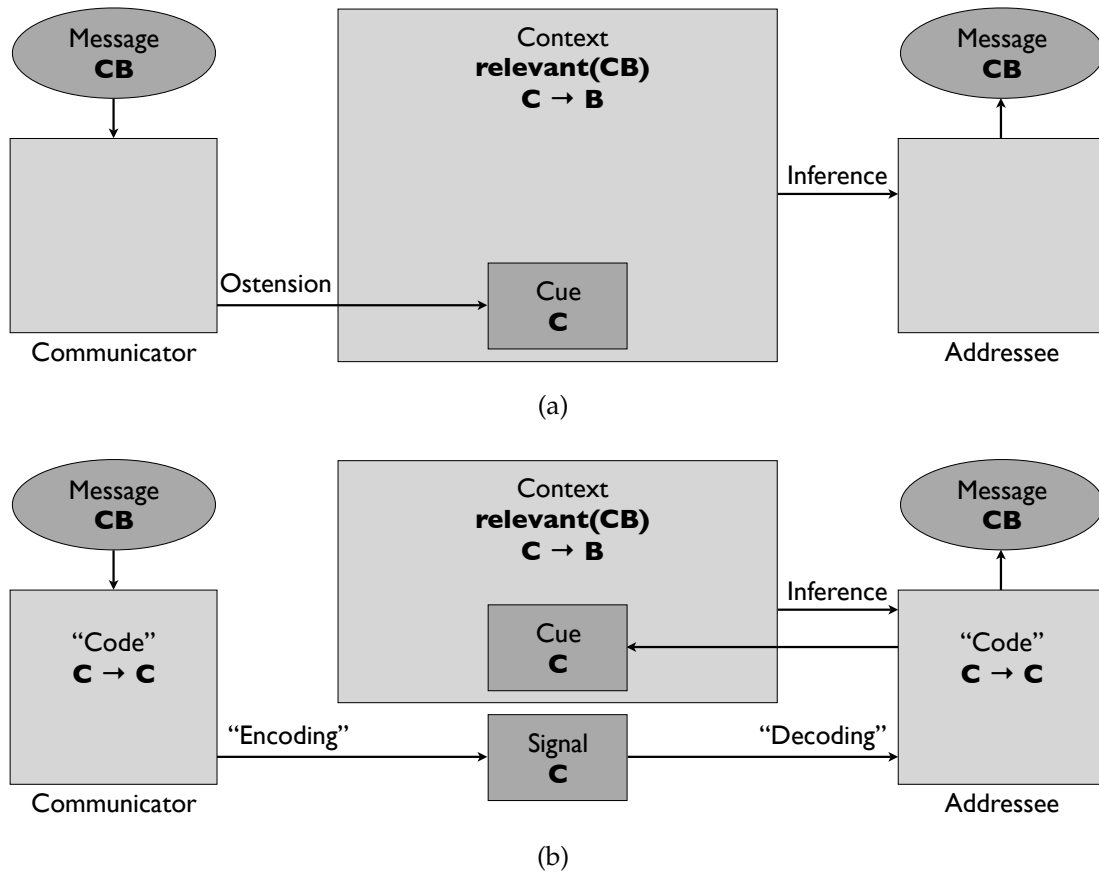 Message
CB
Context
relevant(CB)
C → B
Message
CB
Inference
Ostension
Cue
C
Communicator
Addressee
(a)
Message
CB
Context
relevant(CB)
C → B
Message
CB
Inference
“Code”
C → C
Cue
C
“Code”
C → C
“Encoding”
Signal
C
“Decoding”
Communicator
Addressee
(b)